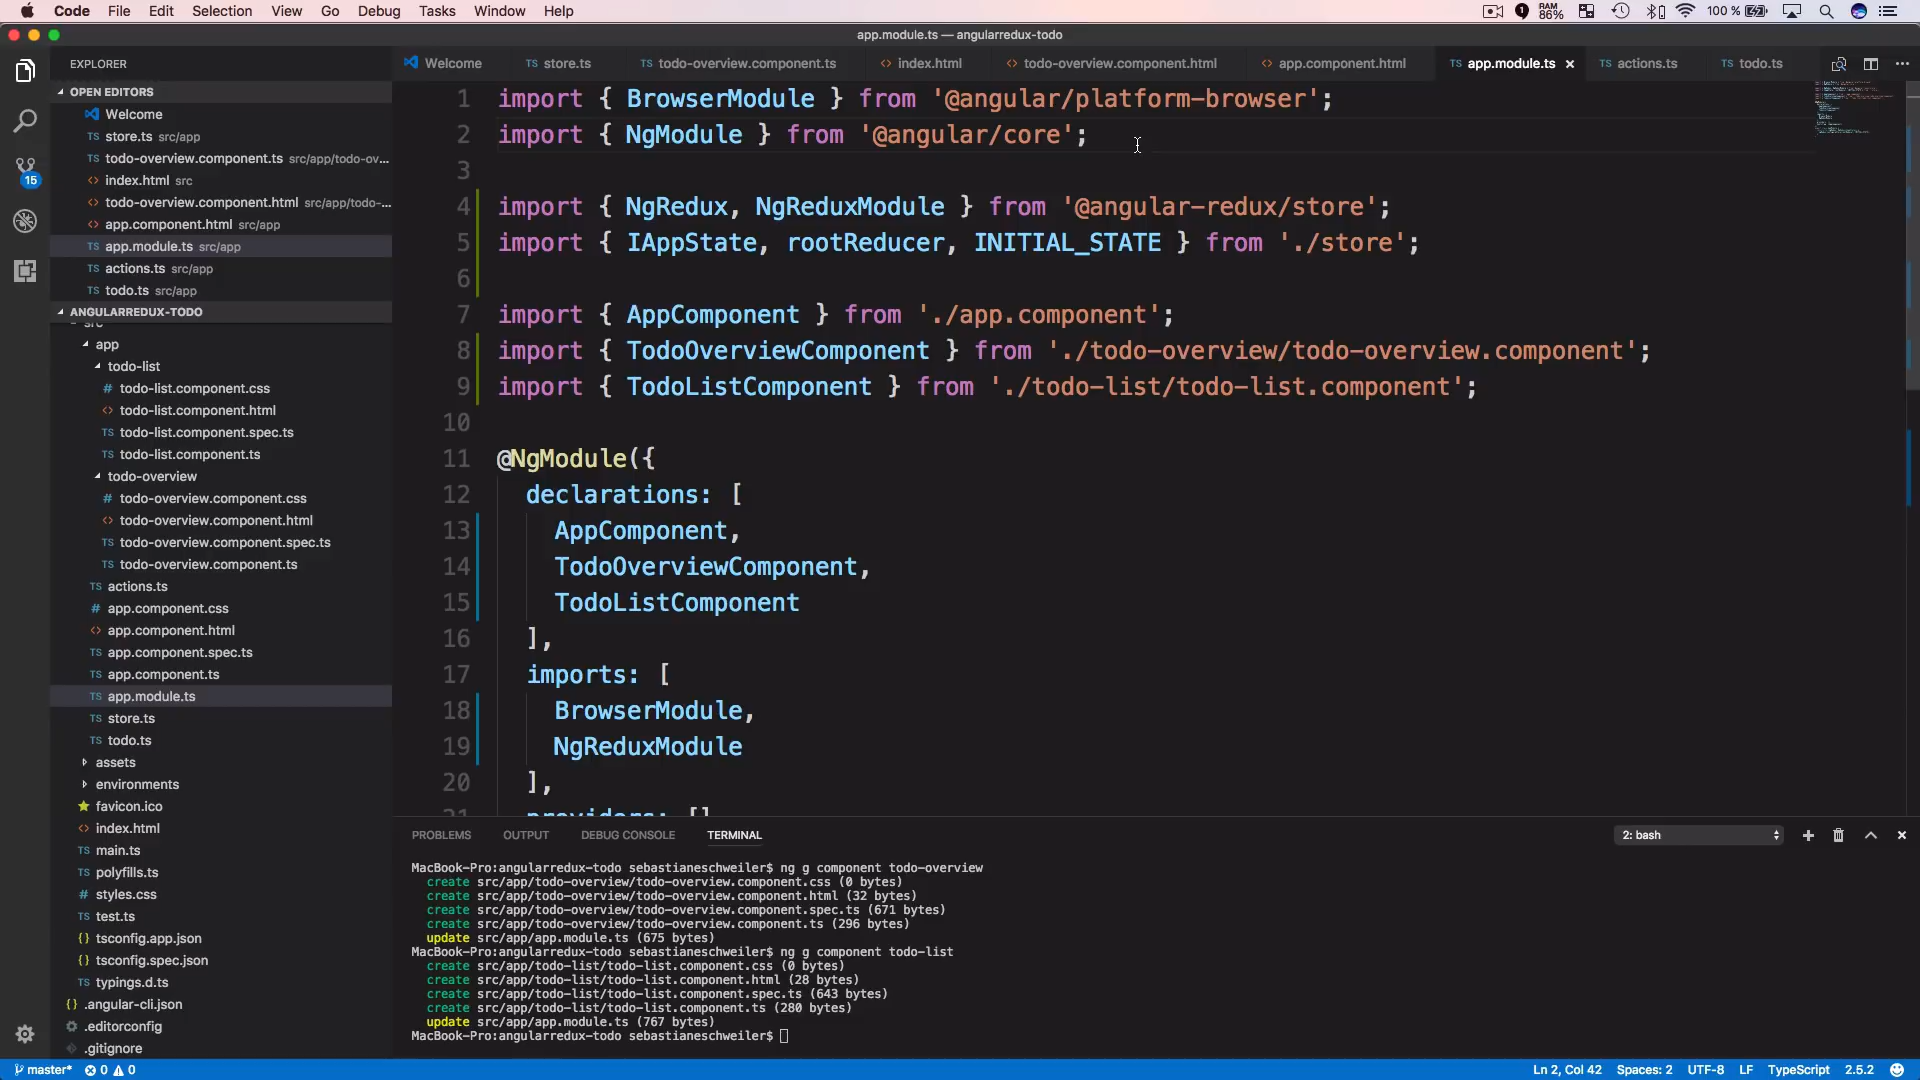 Code File Edit Selection View Go Debug Tasks Window Help RAM 86% 100 %
app.module.ts — angularredux-todo
EXPLORER
OPEN EDITORS
Welcome
store.ts src/app
todo-overview.component.ts src/app/todo-ov...
index.html src
todo-overview.component.html src/app/todo-...
app.component.html src/app
app.module.ts src/app
actions.ts src/app
todo.ts src/app
ANGULARREDUX-TODO
src
app
todo-list
todo-list.component.css
todo-list.component.html
todo-list.component.spec.ts
todo-list.component.ts
todo-overview
todo-overview.component.css
todo-overview.component.html
todo-overview.component.spec.ts
todo-overview.component.ts
actions.ts
app.component.css
app.component.html
app.component.spec.ts
app.component.ts
app.module.ts
store.ts
todo.ts
assets
environments
favicon.ico
index.html
main.ts
polyfills.ts
styles.css
test.ts
tsconfig.app.json
tsconfig.spec.json
typings.d.ts
.angular-cli.json
.editorconfig
.gitignore
15
Welcome store.ts todo-overview.component.ts index.html todo-overview.component.html app.component.html app.module.ts actions.ts todo.ts
1 import { BrowserModule } from '@angular/platform-browser';
2 import { NgModule } from '@angular/core';
3
4 import { NgRedux, NgReduxModule } from '@angular-redux/store';
5 import { IAppState, rootReducer, INITIAL_STATE } from './store';
6
7 import { AppComponent } from './app.component';
8 import { TodoOverviewComponent } from './todo-overview/todo-overview.component';
9 import { TodoListComponent } from './todo-list/todo-list.component';
10
11 @NgModule({
12 declarations: [
13 AppComponent,
14 TodoOverviewComponent,
15 TodoListComponent
16 ],
17 imports: [
18 BrowserModule,
19 NgReduxModule
20 ],
21 providers: []
PROBLEMS OUTPUT DEBUG CONSOLE TERMINAL 2: bash
MacBook-Pro:angularredux-todo sebastianeschweiler$ ng g component todo-overview
create src/app/todo-overview/todo-overview.component.css (0 bytes)
create src/app/todo-overview/todo-overview.component.html (32 bytes)
create src/app/todo-overview/todo-overview.component.spec.ts (671 bytes)
create src/app/todo-overview/todo-overview.component.ts (296 bytes)
update src/app/app.module.ts (675 bytes)
MacBook-Pro:angularredux-todo sebastianeschweiler$ ng g component todo-list
create src/app/todo-list/todo-list.component.css (0 bytes)
create src/app/todo-list/todo-list.component.html (28 bytes)
create src/app/todo-list/todo-list.component.spec.ts (643 bytes)
create src/app/todo-list/todo-list.component.ts (280 bytes)
update src/app/app.module.ts (767 bytes)
MacBook-Pro:angularredux-todo sebastianeschweiler$
master* 0 0 Ln 2, Col 42 Spaces: 2 UTF-8 LF TypeScript 2.5.2